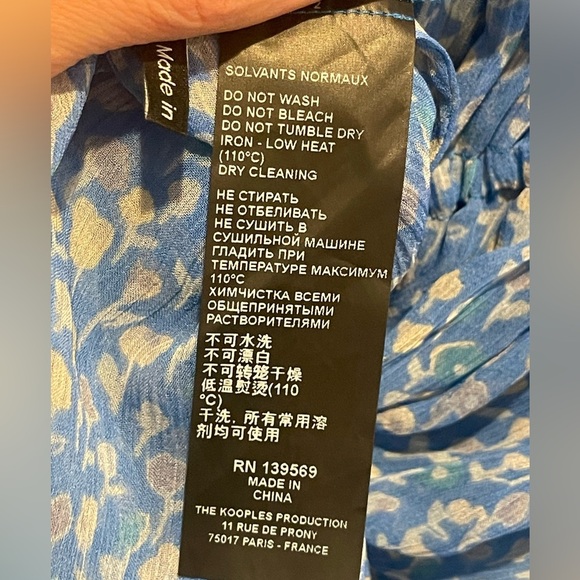 Made in
SOLVANTS NORMAUX
DO NOT WASH
DO NOT BLEACH
DO NOT TUMBLE DRY
IRON - LOW HEAT
(110°C)
DRY CLEANING
НЕ СТИРАТЬ
НЕ ОТБЕЛИВАТЬ
НЕ СУШИТЬ В
СУШИЛЬНОЙ МАШИНЕ
ГЛАДИТЬ ПРИ
ТЕМПЕРАТУРЕ МАКСИМУМ
110°C
ХИМЧИСТКА ВСЕМИ
ОБЩЕПРИНЯТЫМИ
РАСТВОРИТЕЛЯМИ
不可水洗
不可漂白
不可转笼干燥
低温熨烫(110
°C)
干洗, 所有常用溶
剂均可使用
RN 139569
MADE IN
CHINA
THE KOOPLES PRODUCTION
11 RUE DE PRONY
75017 PARIS - FRANCE